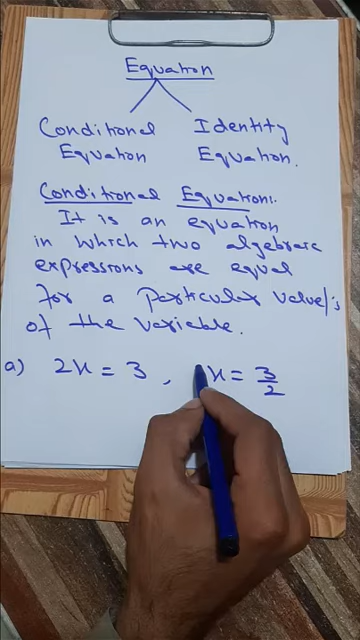 Equation
Conditional Identity
Equation Equation.
Conditional Equation:
It is an equation
in which two algebraic
expressions are equal
for a particular value/s
of the variable.
a) 2x = 3 , x = 3/2